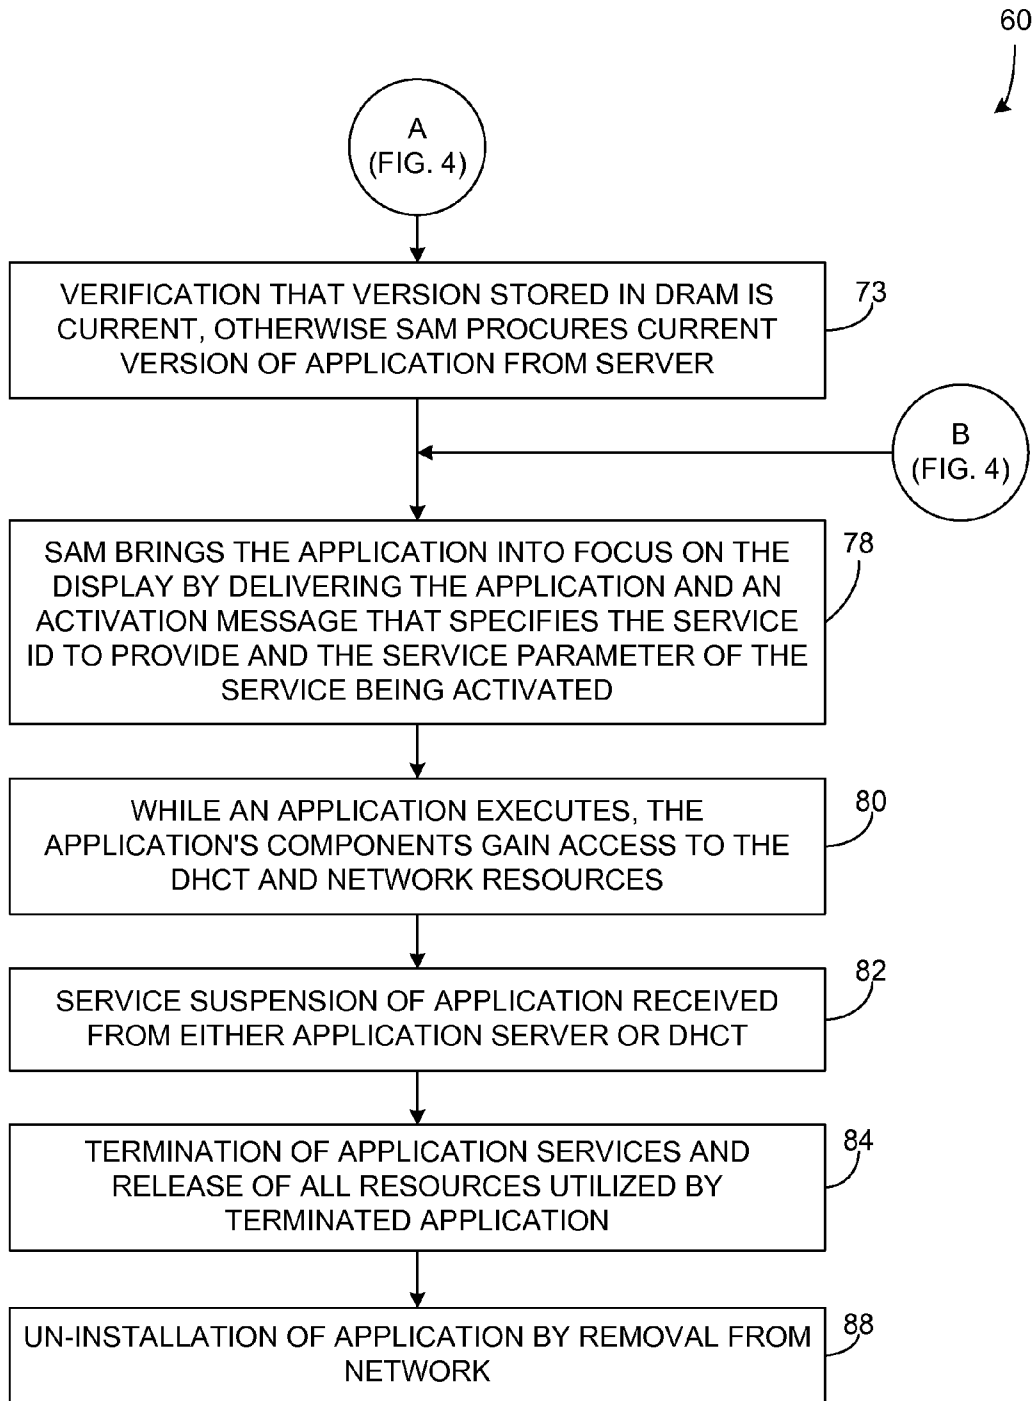 60
A
(FIG. 4)
VERIFICATION THAT VERSION STORED IN DRAM IS
CURRENT, OTHERWISE SAM PROCURES CURRENT
VERSION OF APPLICATION FROM SERVER
73
B
(FIG. 4)
SAM BRINGS THE APPLICATION INTO FOCUS ON THE
DISPLAY BY DELIVERING THE APPLICATION AND AN
ACTIVATION MESSAGE THAT SPECIFIES THE SERVICE
ID TO PROVIDE AND THE SERVICE PARAMETER OF THE
SERVICE BEING ACTIVATED
78
WHILE AN APPLICATION EXECUTES, THE
APPLICATION'S COMPONENTS GAIN ACCESS TO THE
DHCT AND NETWORK RESOURCES
80
SERVICE SUSPENSION OF APPLICATION RECEIVED
FROM EITHER APPLICATION SERVER OR DHCT
82
TERMINATION OF APPLICATION SERVICES AND
RELEASE OF ALL RESOURCES UTILIZED BY
TERMINATED APPLICATION
84
UN-INSTALLATION OF APPLICATION BY REMOVAL FROM
NETWORK
88